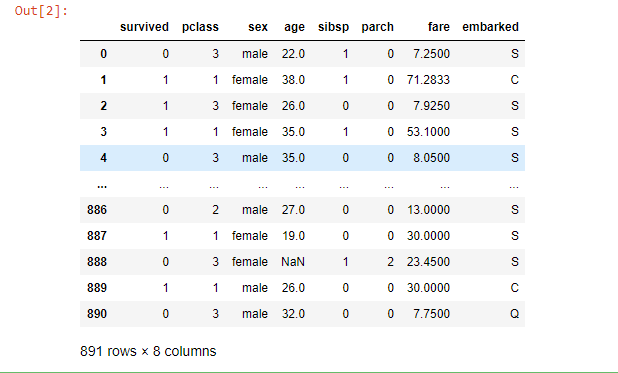 Out[2]:
survived pclass sex age sibsp parch fare embarked
0 0 3 male 22.0 1 0 7.2500 S
1 1 1 female 38.0 1 0 71.2833 C
2 1 3 female 26.0 0 0 7.9250 S
3 1 1 female 35.0 1 0 53.1000 S
4 0 3 male 35.0 0 0 8.0500 S
... ... ... ... ... ... ... ... ...
886 0 2 male 27.0 0 0 13.0000 S
887 1 1 female 19.0 0 0 30.0000 S
888 0 3 female NaN 1 2 23.4500 S
889 1 1 male 26.0 0 0 30.0000 C
890 0 3 male 32.0 0 0 7.7500 Q
891 rows × 8 columns